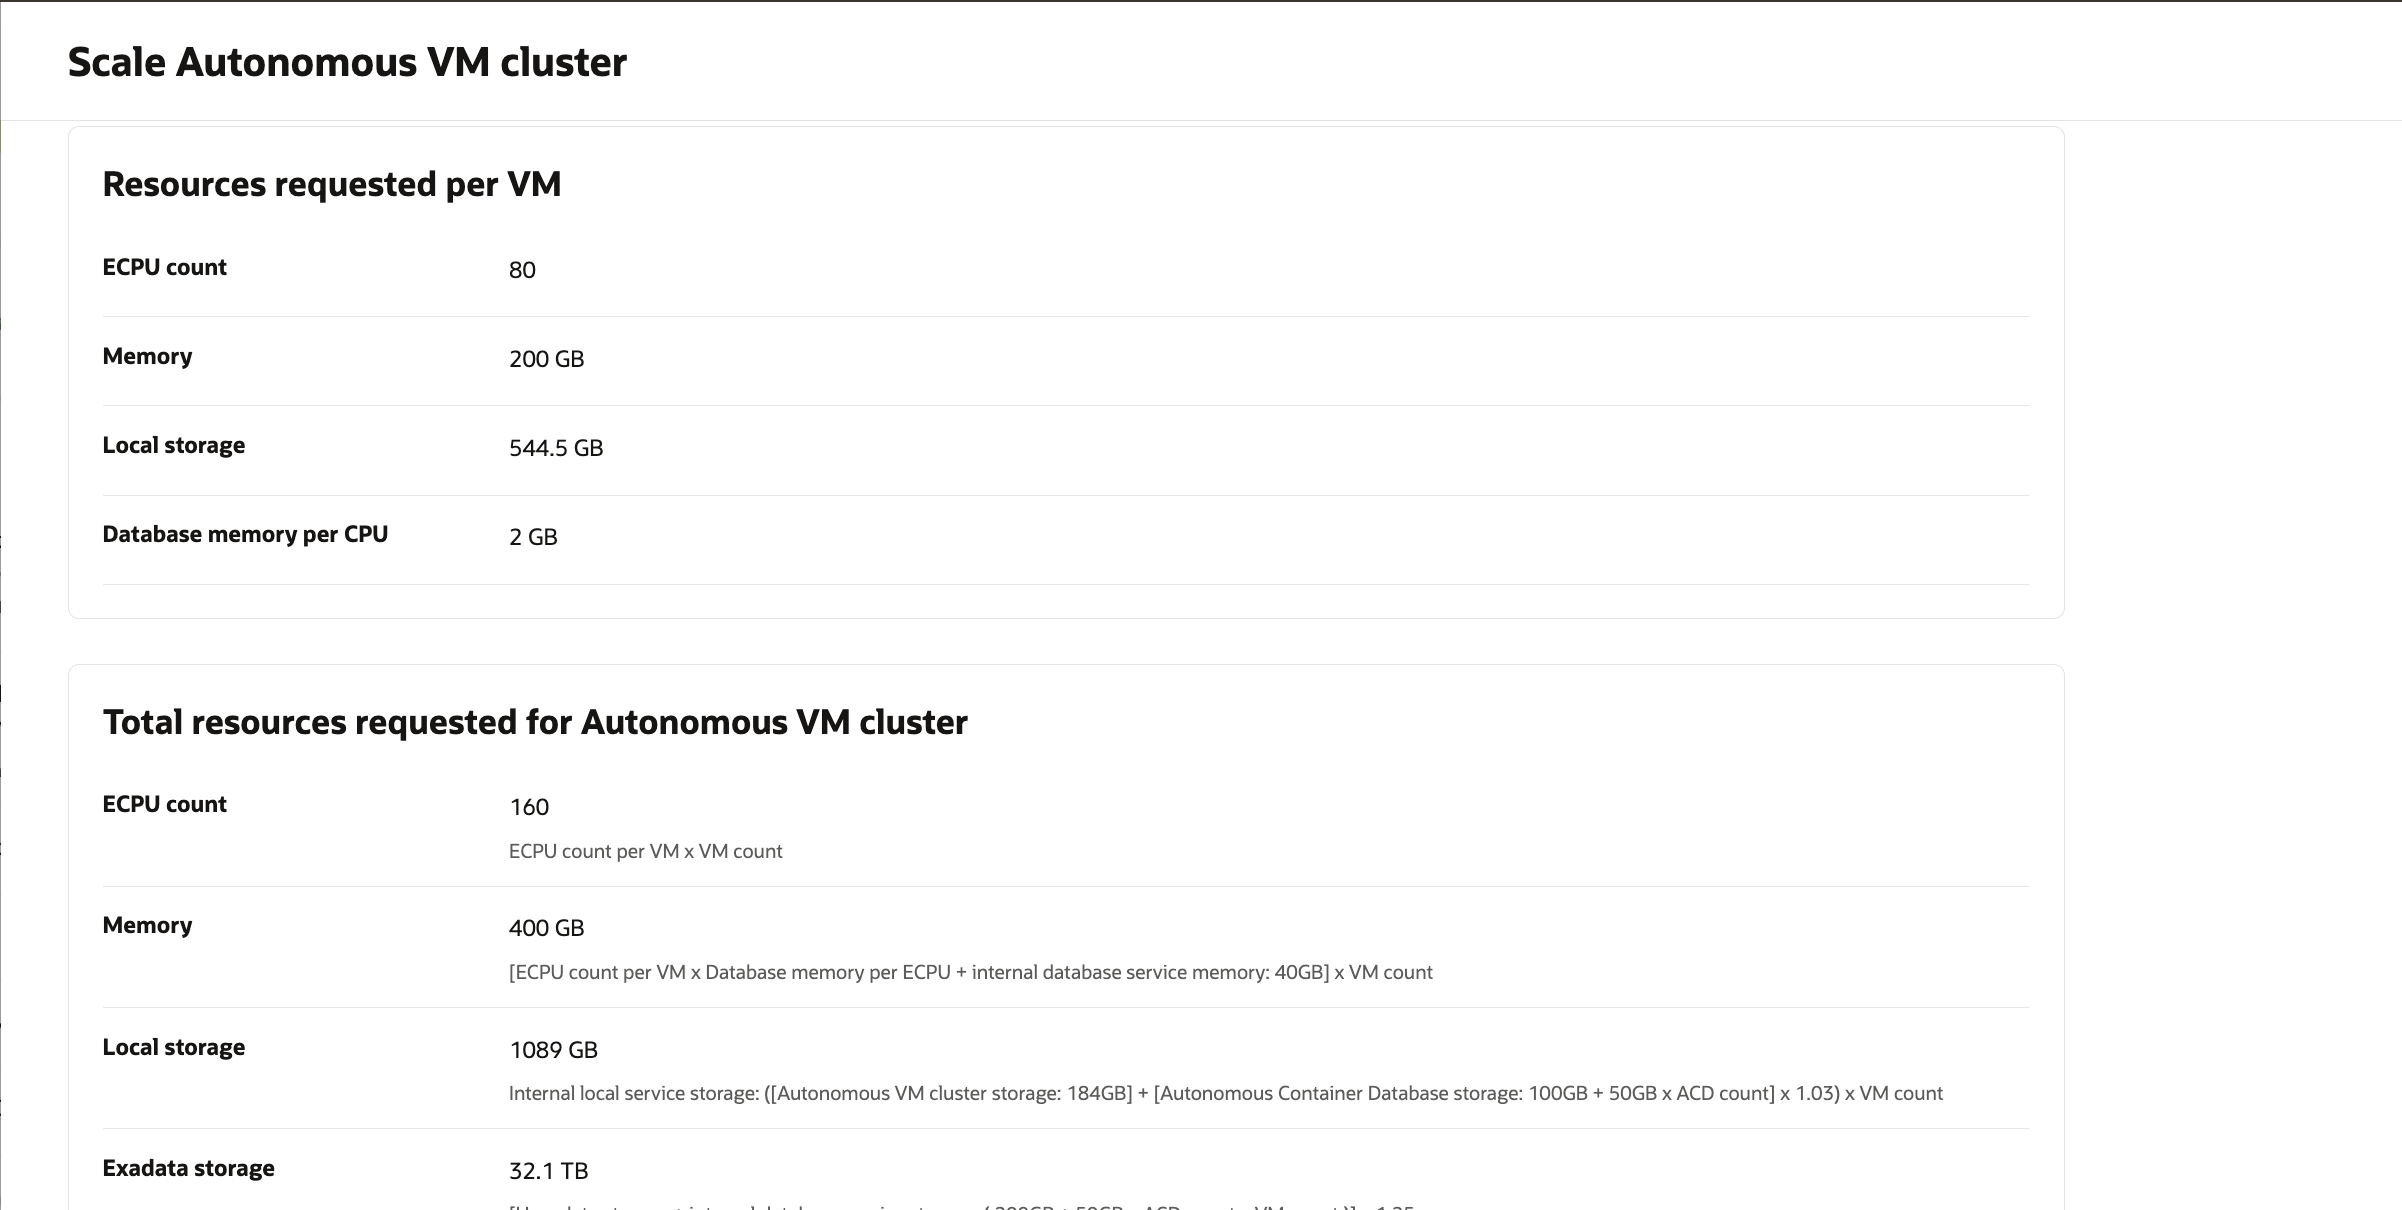 Scale Autonomous VM cluster
Resources requested per VM
ECPU count 80
Memory 200 GB
Local storage 544.5 GB
Database memory per CPU 2 GB
Total resources requested for Autonomous VM cluster
ECPU count 160
ECPU count per VM x VM count
Memory 400 GB
[ECPU count per VM x Database memory per ECPU + internal database service memory: 40GB] x VM count
Local storage 1089 GB
Internal local service storage: ([Autonomous VM cluster storage: 184GB] + [Autonomous Container Database storage: 100GB + 50GB x ACD count] x 1.03) x VM count
Exadata storage 32.1 TB